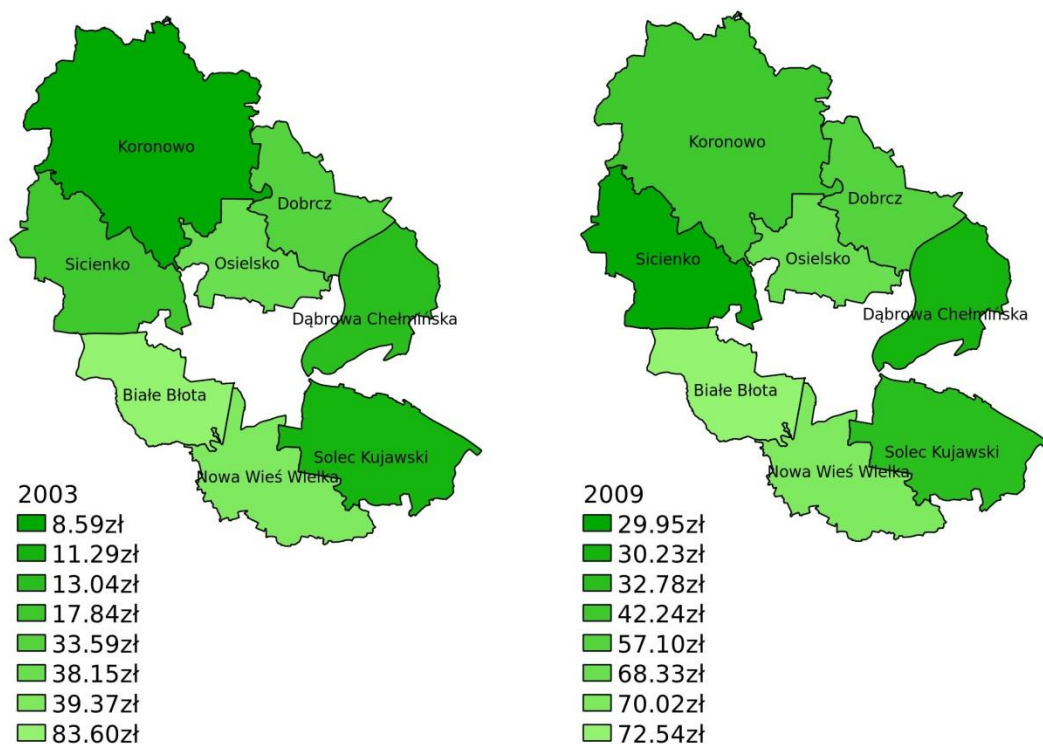 Koronowo
Dobrcz
Sicienko
Osielsko
Dąbrowa Chełmińska
Białe Błota
Solec Kujawski
Nowa Wieś Wielka
2003
8.59zł
11.29zł
13.04zł
17.84zł
33.59zł
38.15zł
39.37zł
83.60zł
Koronowo
Dobrcz
Sicienko
Osielsko
Dąbrowa Chełmińska
Białe Błota
Solec Kujawski
Nowa Wieś Wielka
2009
29.95zł
30.23zł
32.78zł
42.24zł
57.10zł
68.33zł
70.02zł
72.54zł